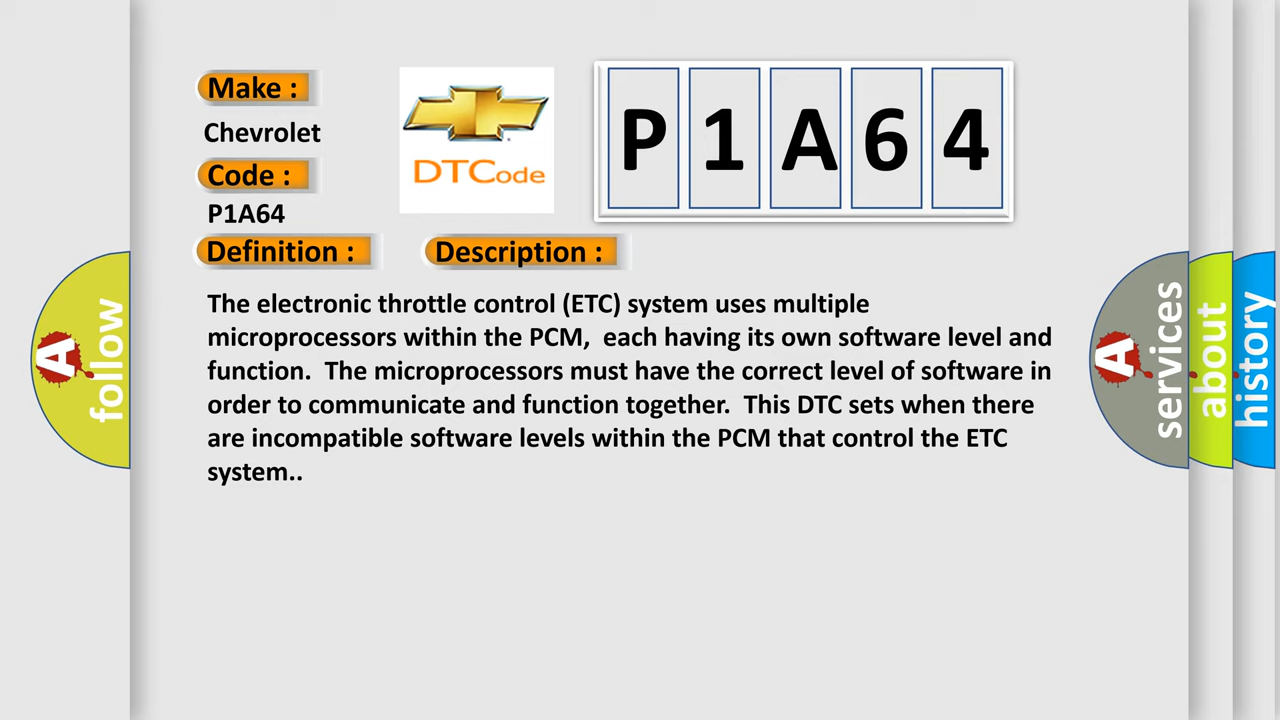 Make :
Chevrolet
Code :
P1A64
Definition :
Description :
DTCode
P1A64
The electronic throttle control (ETC) system uses multiple
microprocessors within the PCM,  each having its own software level and
function  The microprocessors must have the correct level of software in
order to communicate and function together  This DTC sets when there
are incompatible software levels within the PCM that control the ETC
system..
A
follow
A
services
about
history